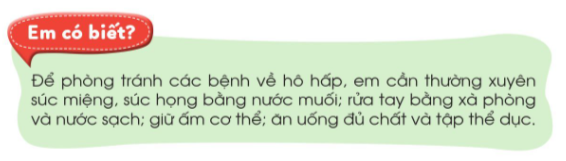 Em có biết?
Để phòng tránh các bệnh về hô hấp, em cần thường xuyên
súc miệng, súc họng bằng nước muối; rửa tay bằng xà phòng
và nước sạch; giữ ấm cơ thể; ăn uống đủ chất và tập thể dục.